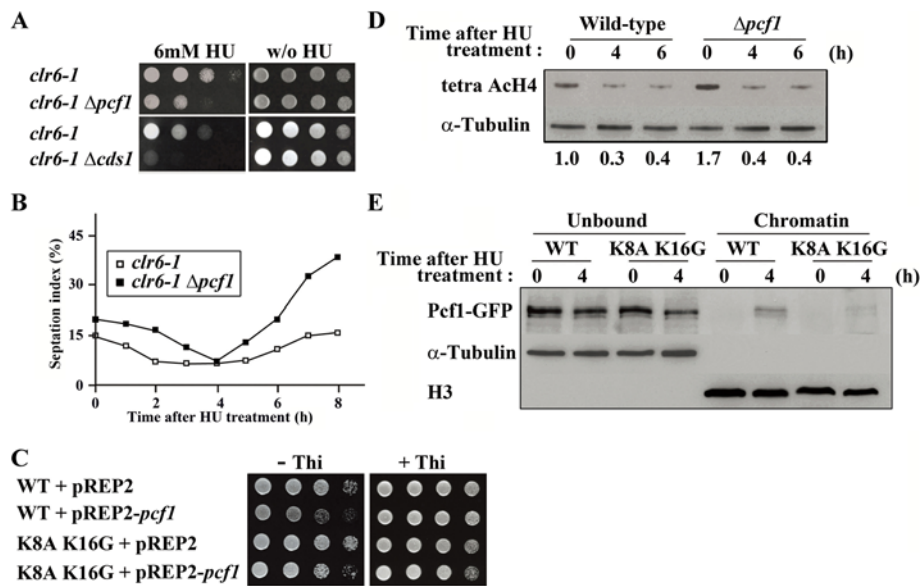 A
6mM HU w/o HU
clr6-1
clr6-1 Δpcf1
clr6-1
clr6-1 Δcds1
B
Septation index (%)
45
30
15
0
clr6-1
clr6-1 Δpcf1
0 2 4 6 8
Time after HU treatment (h)
C
- Thi + Thi
WT + pREP2
WT + pREP2-pcf1
K8A K16G + pREP2
K8A K16G + pREP2-pcf1
D
Wild-type Δpcf1
Time after HU
treatment : 0 4 6 0 4 6 (h)
tetra AcH4
α-Tubulin
1.0 0.3 0.4 1.7 0.4 0.4
E
Unbound Chromatin
WT K8A K16G WT K8A K16G
Time after HU
treatment : 0 4 0 4 0 4 0 4 (h)
Pcf1-GFP
α-Tubulin
H3